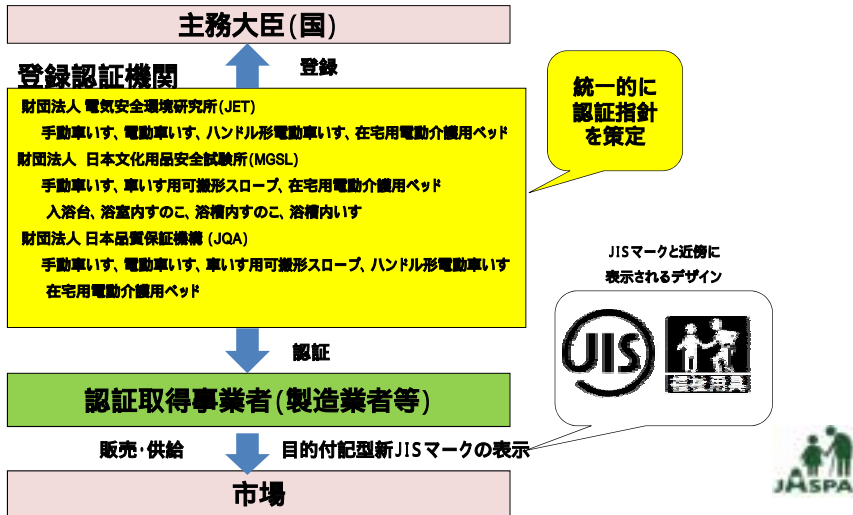 主務大臣(国)
登録
登録認証機関
財団法人 電気安全環境研究所(JET)
手動車いす、電動車いす、ハンドル形電動車いす、在宅用電動介護用ベッド
財団法人 日本文化用品安全試験所(MGSL)
手動車いす、車いす用可搬形スロープ、在宅用電動介護用ベッド
入浴台、浴室内すのこ、浴槽内すのこ、浴槽内いす
財団法人 日本品質保証機構 (JQA)
手動車いす、電動車いす、車いす用可搬形スロープ、ハンドル形電動車いす
在宅用電動介護用ベッド
統一的に
認証指針
を策定
認証
認証取得事業者(製造業者等)
販売・供給
目的付記型新JISマークの表示
市場
JISマークと近傍に
表示されるデザイン
JIS
福祉用具
JASPA